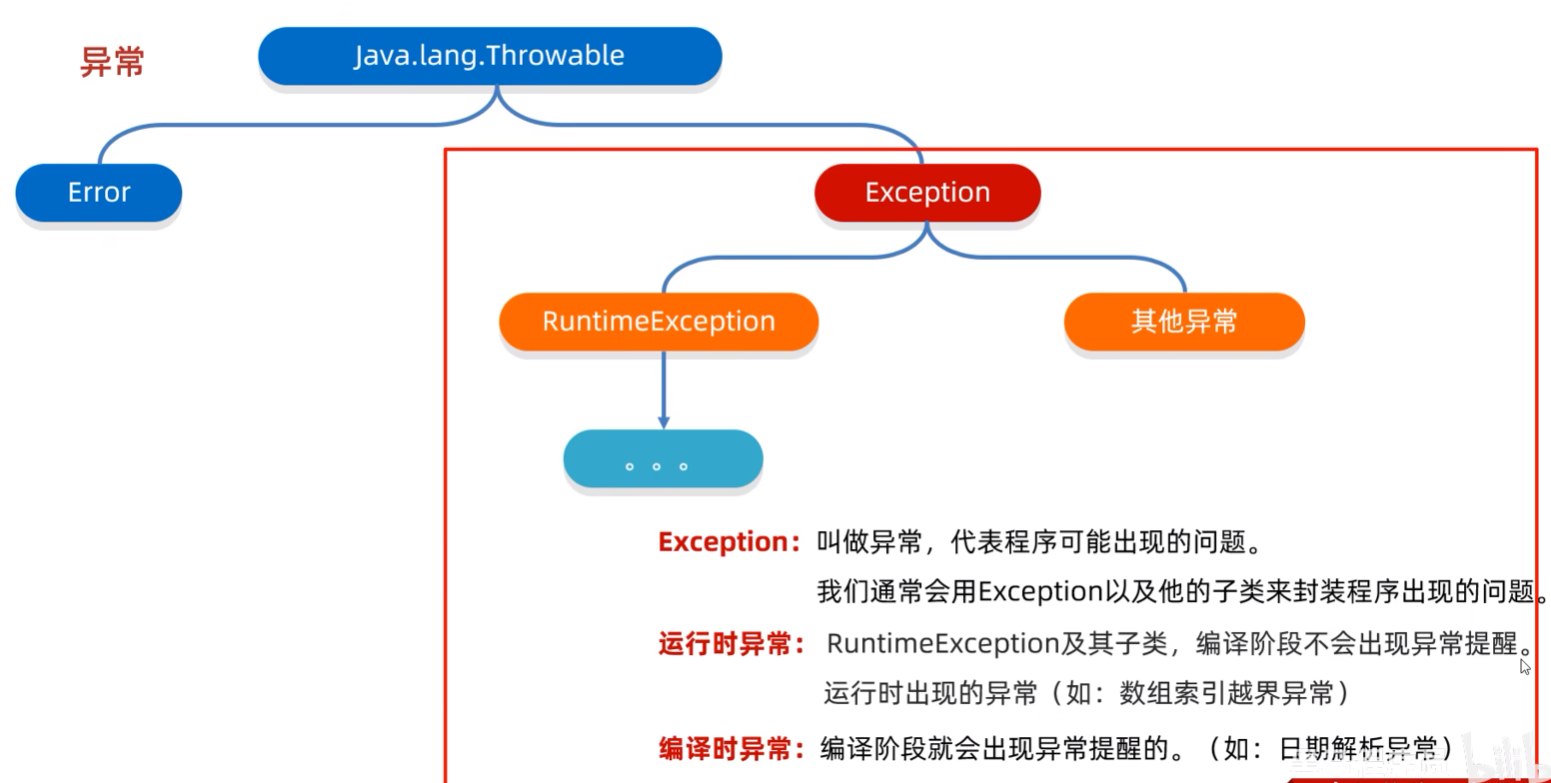 异常
Java.lang.Throwable
Error
Exception
RuntimeException
其他异常
。。。
Exception：叫做异常，代表程序可能出现的问题。
我们通常会用Exception以及他的子类来封装程序出现的问题。
运行时异常：RuntimeException及其子类，编译阶段不会出现异常提醒。
运行时出现的异常（如：数组索引越界异常）
编译时异常：编译阶段就会出现异常提醒的。（如：日期解析异常）